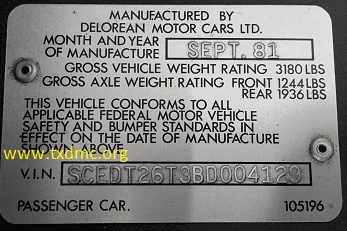 MANUFACTURED BY
DELOREAN MOTOR CARS LTD.
MONTH AND YEAR
OF MANUFACTURE SEPT. 81
GROSS VEHICLE WEIGHT RATING 3180 LBS
GROSS AXLE WEIGHT RATING FRONT 1244 LBS
REAR 1936 LBS
THIS VEHICLE CONFORMS TO ALL
APPLICABLE FEDERAL MOTOR VEHICLE
SAFETY AND BUMPER STANDARDS IN
EFFECT ON THE DATE OF MANUFACTURE
SHOWN ABOVE.
www.txdmc.org
V.I.N. SCEDT26T3BD004129
PASSENGER CAR. 105196